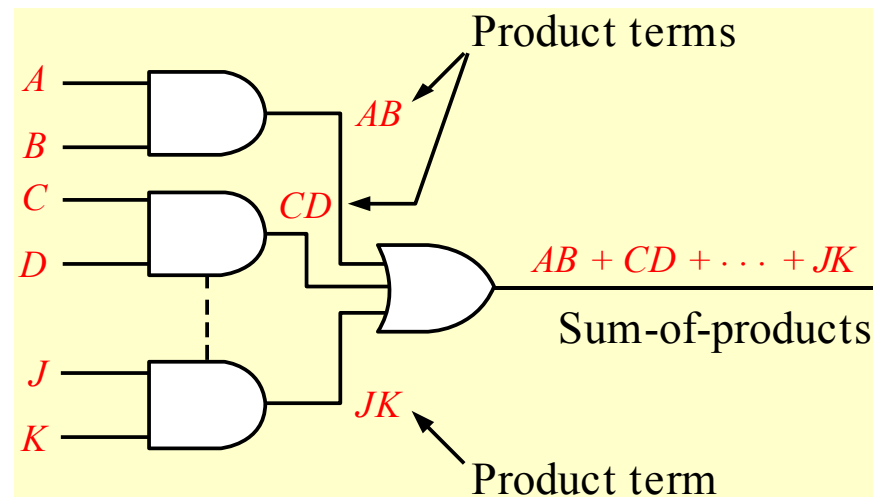 Product terms
A
B
AB
C
CD
D
AB + CD + · · · + JK
Sum-of-products
J
JK
K
Product term